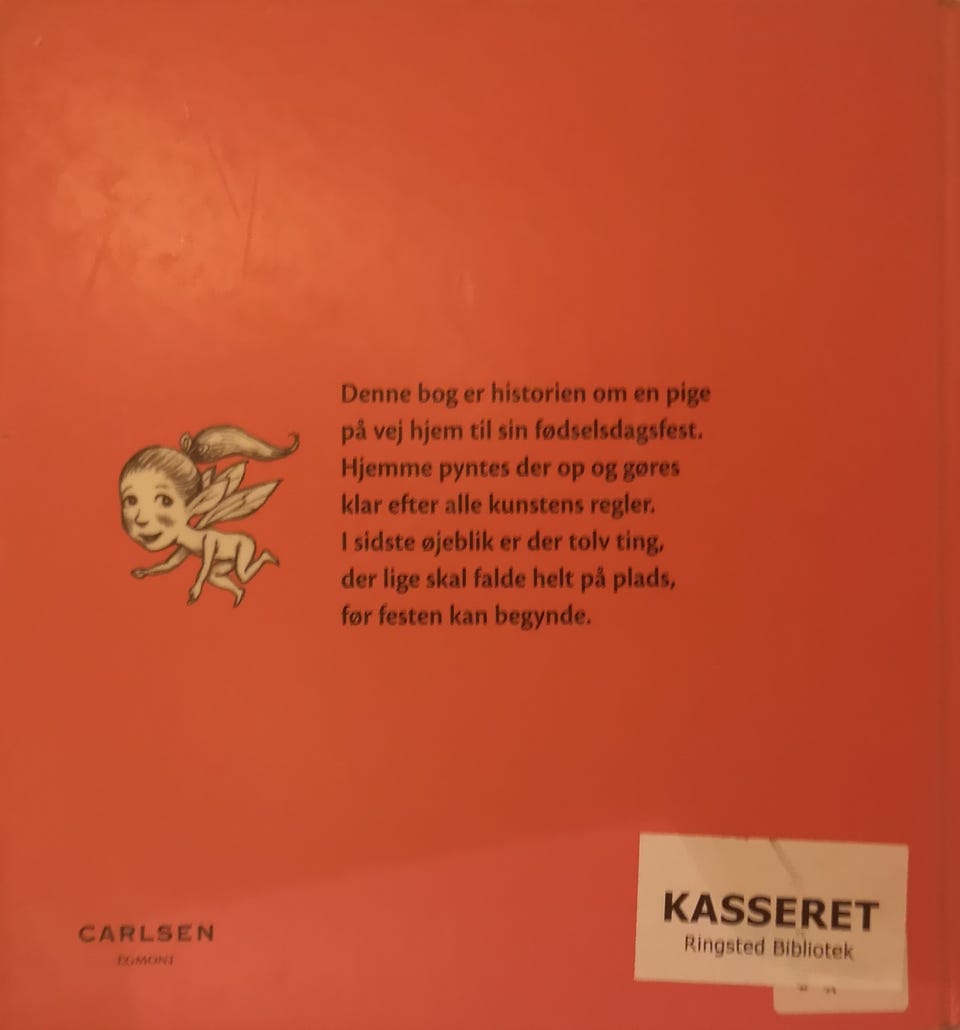 Denne bog er historien om en pige
på vej hjem til sin fødselsdagsfest.
Hjemme pyntes der op og gøres
klar efter alle kunstens regler.
I sidste øjeblik er der tolv ting,
der lige skal falde helt på plads,
før festen kan begynde.
CARLSEN
EGMONT
KASSERET
Ringsted Bibliotek